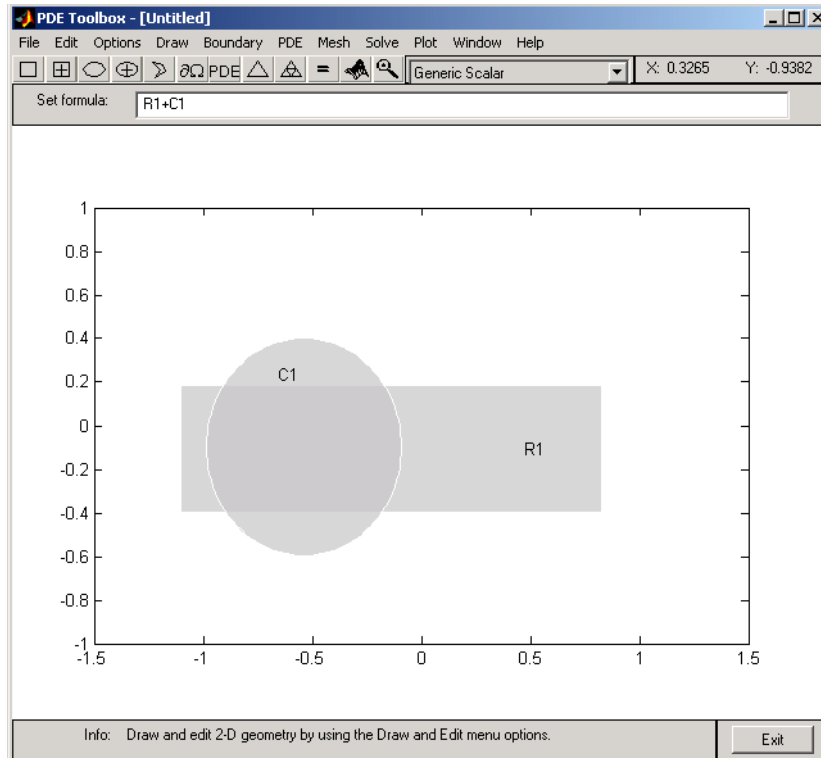 PDE Toolbox - [Untitled]
File Edit Options Draw Boundary PDE Mesh Solve Plot Window Help
∂Ω PDE = Generic Scalar X: 0.3265 Y: -0.9382
Set formula: R1+C1
1
0.8
0.6
0.4
C1
0.2
0
R1
-0.2
-0.4
-0.6
-0.8
-1
-1.5 -1 -0.5 0 0.5 1 1.5
Info: Draw and edit 2-D geometry by using the Draw and Edit menu options. Exit